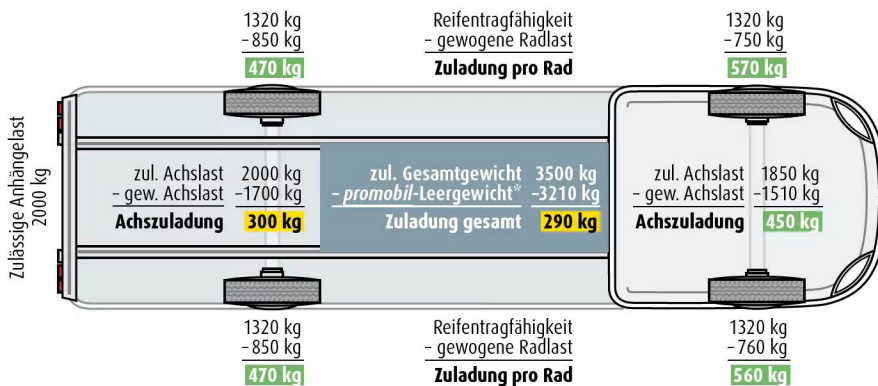 1320 kg Reifentragfähigkeit 1320 kg
–850 kg – gewogene Radlast –750 kg
470 kg Zuladung pro Rad 570 kg
Zulässige Anhängelast
2000 kg
zul. Achslast 2000 kg
– gew. Achslast –1700 kg
Achszuladung 300 kg
zul. Gesamtgewicht 3500 kg
– promobil-Leergewicht* –3210 kg
Zuladung gesamt 290 kg
zul. Achslast 1850 kg
– gew. Achslast –1510 kg
Achszuladung 450 kg
1320 kg Reifentragfähigkeit 1320 kg
–850 kg – gewogene Radlast –760 kg
470 kg Zuladung pro Rad 560 kg